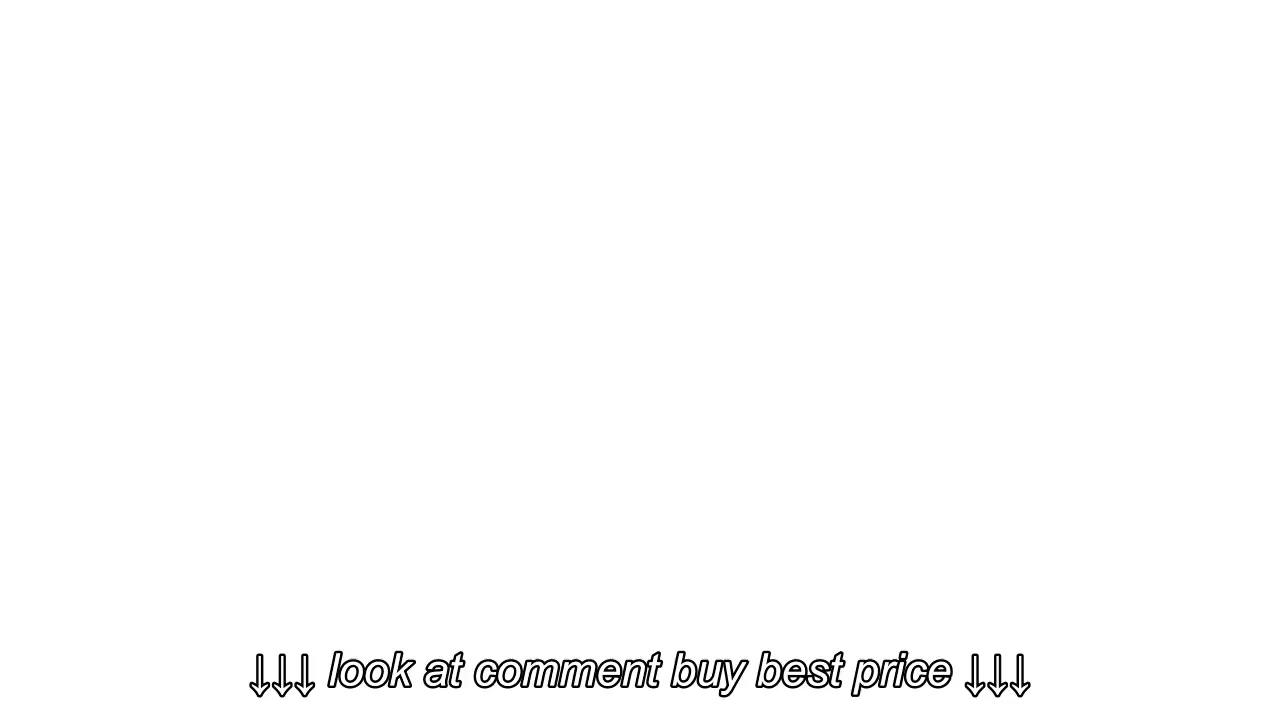 ↓↓↓ look at comment buy best price ↓↓↓